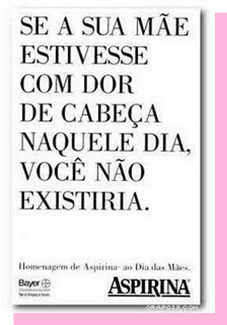 SE A SUA MÃE
ESTIVESSE
COM DOR
DE CABEÇA
NAQUELE DIA,
VOCÊ NÃO
EXISTIRIA.
Homenagem de Aspirina ao Dia das Mães.
Bayer
ASPIRINA